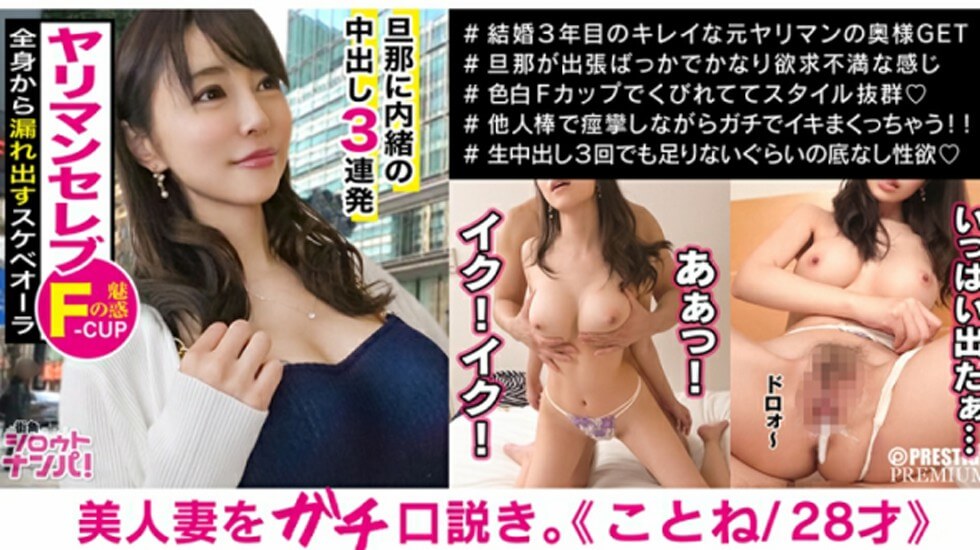 全身から漏れ出すスケベオーラ
ヤリマンセレブ
魅惑の
F-CUP
旦那に内緒の
中出し3連発
街角
シロウト
ナンパ!
# 結婚3年目のキレイな元ヤリマンの奥様GET
# 旦那が出張ばっかでかなり欲求不満な感じ
# 色白Fカップでくびれててスタイル抜群♡
# 他人棒で痙攣しながらガチでイキまくっちゃう!!
# 生中出し3回でも足りないぐらいの底なし性欲♡
イク!イク!
ああっ!
いっぱい出たぁ…
ドロォ〜
PRESTIGE
PREMIUM
美人妻をガチ口説き。《ことね/28才》